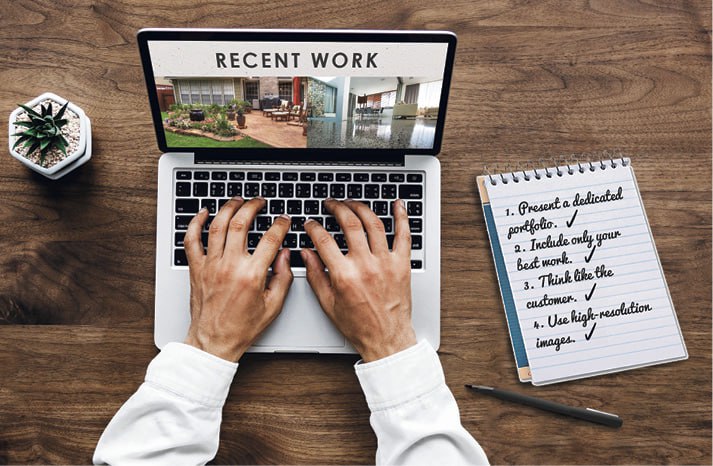 RECENT WORK
1. Present a dedicated
portfolio. ✓
2. Include only your
best work. ✓
3. Think like the
customer. ✓
4. Use high-resolution
images. ✓